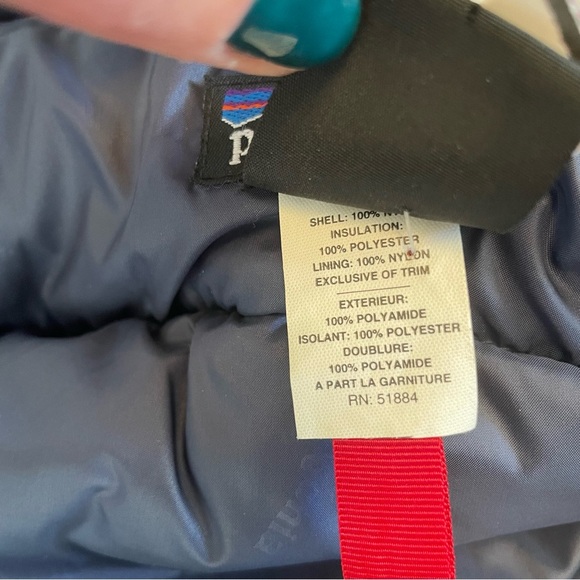 p
SHELL: 100%
INSULATION:
100% POLYESTER
LINING: 100% NYLON
EXCLUSIVE OF TRIM
EXTERIEUR:
100% POLYAMIDE
ISOLANT: 100% POLYESTER
DOUBLURE:
100% POLYAMIDE
A PART LA GARNITURE
RN: 51884